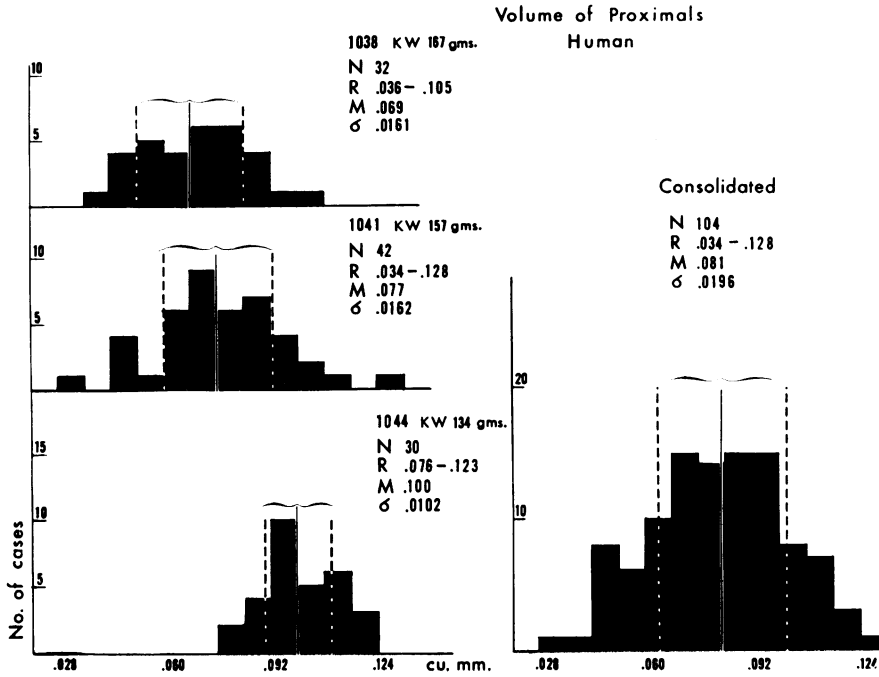 Volume of Proximals
Human
1038 KW 167 gms.
N 32
R .036 – .105
M .069
σ .0161
10
5
1041 KW 157 gms.
N 42
R .034 – .128
M .077
σ .0162
10
5
1044 KW 134 gms.
N 30
R .076 – .123
M .100
σ .0102
15
10
5
No. of cases
.028 .060 .092 .124 cu. mm.
Consolidated
N 104
R .034 – .128
M .081
σ .0196
20
10
.028 .060 .092 .124